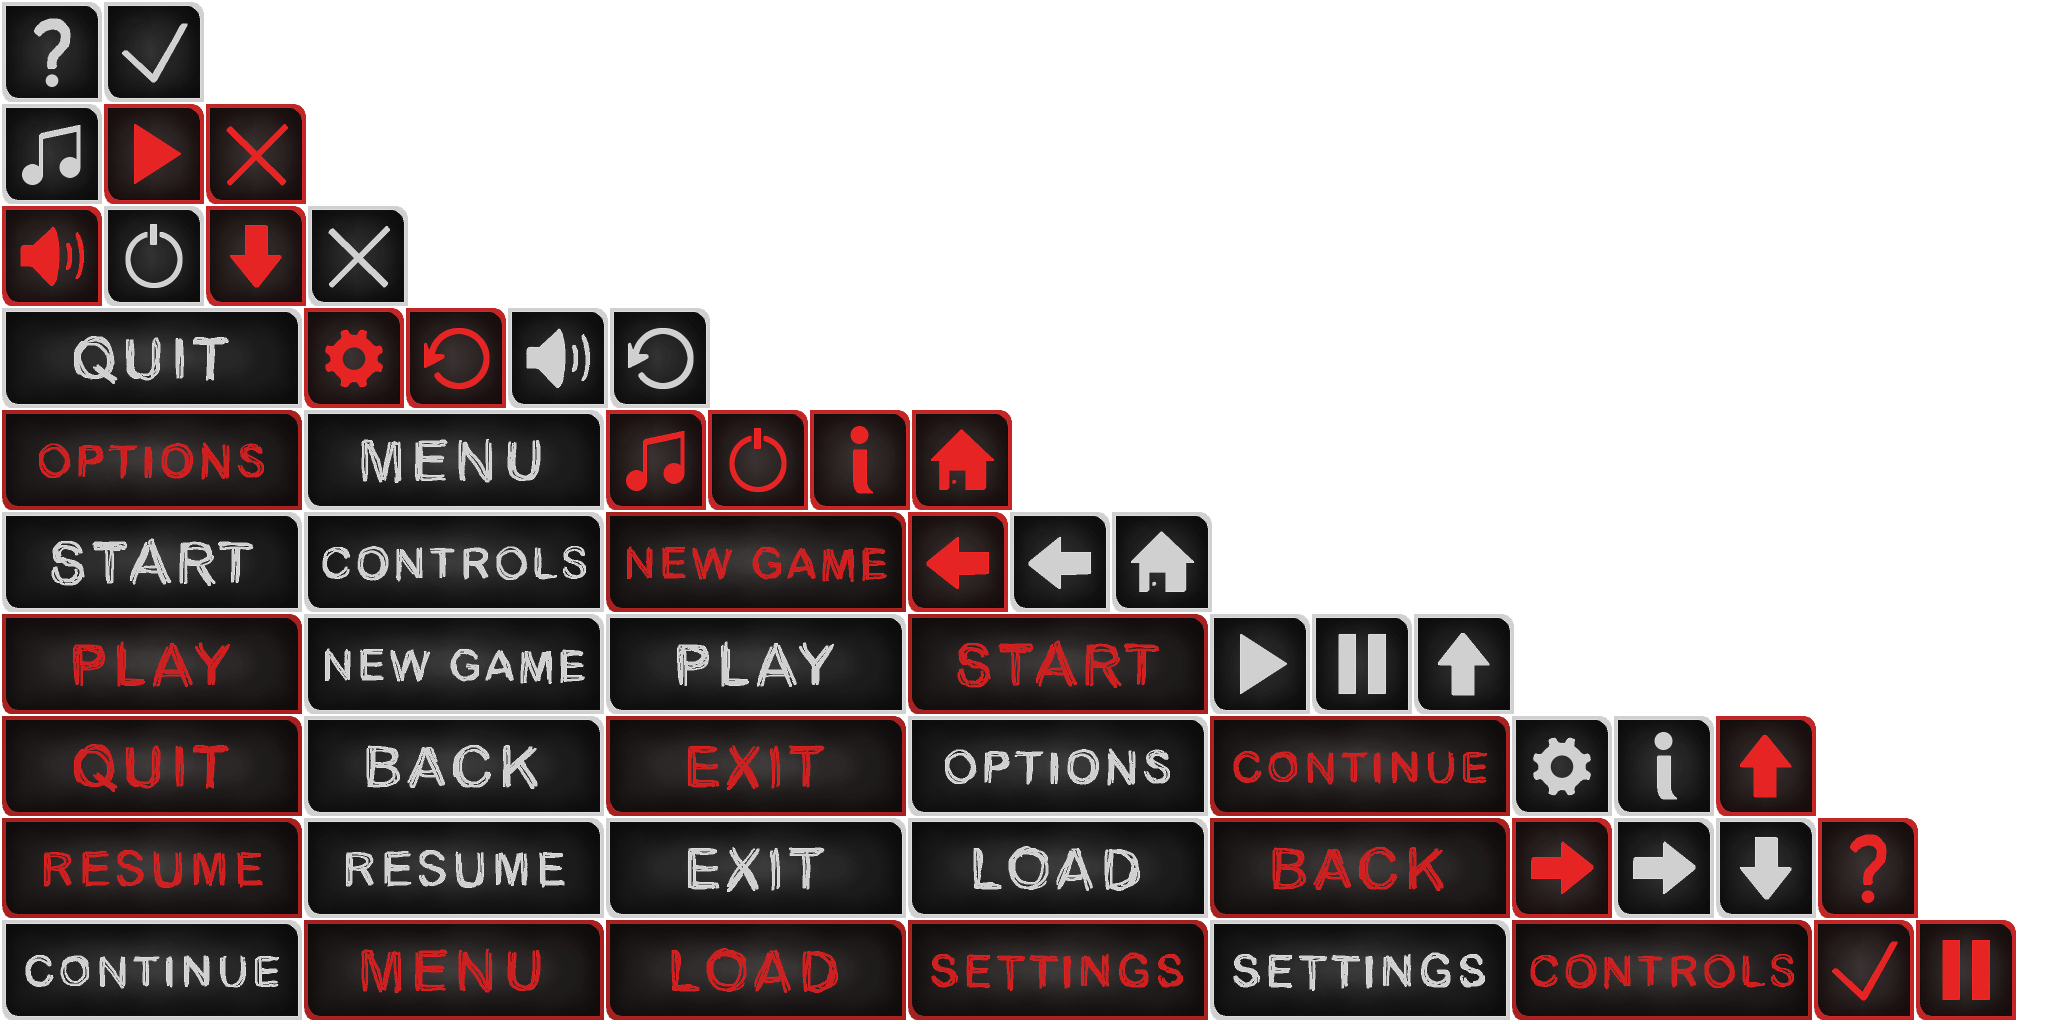 ?
QUIT
OPTIONS MENU i
START CONTROLS NEW GAME
PLAY NEW GAME PLAY START
QUIT BACK EXIT OPTIONS CONTINUE i
RESUME RESUME EXIT LOAD BACK ?
CONTINUE MENU LOAD SETTINGS SETTINGS CONTROLS